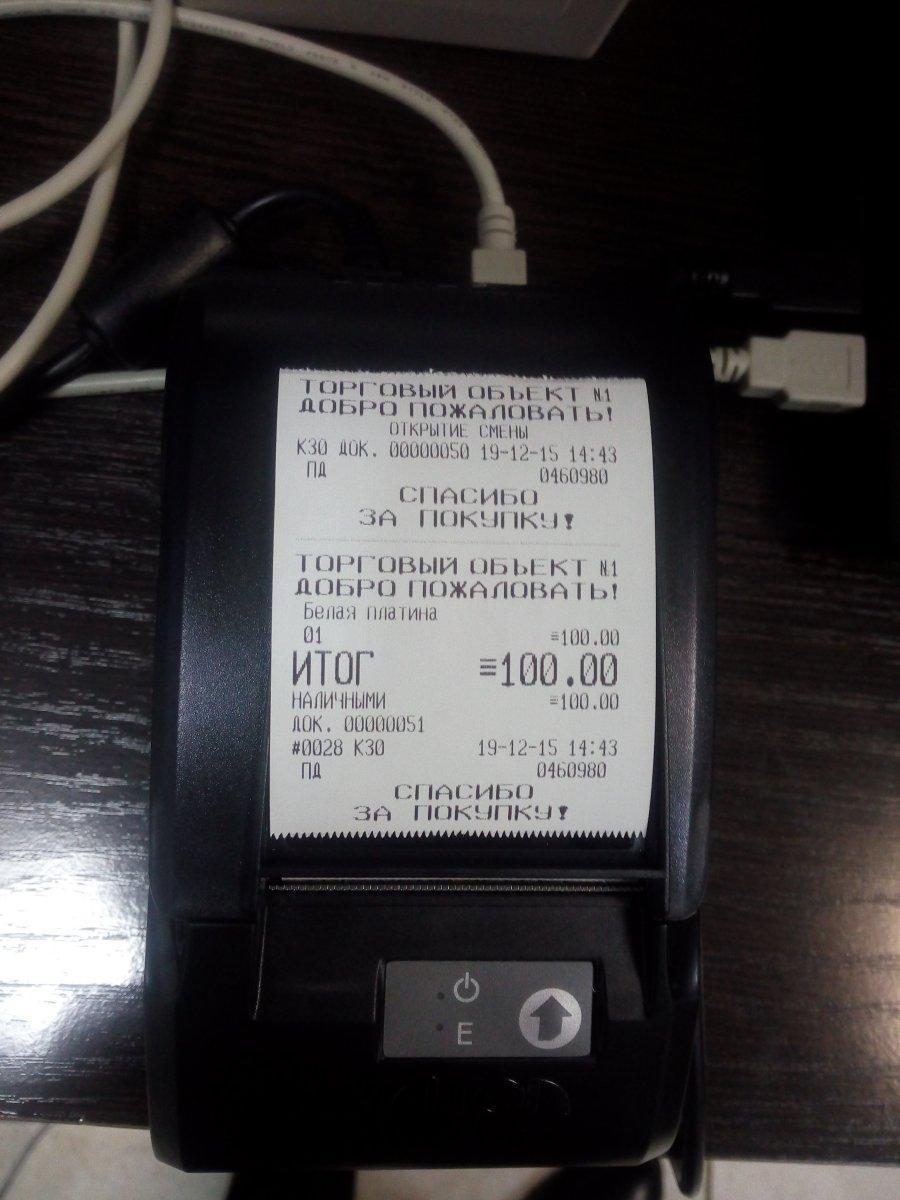 ТОРГОВЫЙ ОБЪЕКТ №1
ДОБРО ПОЖАЛОВАТЬ!
ОТКРЫТИЕ СМЕНЫ
К30 ДОК. 00000050 19-12-15 14:43
ПД 0460980
СПАСИБО
ЗА ПОКУПКУ!
ТОРГОВЫЙ ОБЪЕКТ №1
ДОБРО ПОЖАЛОВАТЬ!
Белая платина
01 ≡100.00
ИТОГ ≡100.00
НАЛИЧНЫМИ ≡100.00
ДОК. 00000051
#0028 К30 19-12-15 14:43
ПД 0460980
СПАСИБО
ЗА ПОКУПКУ!
E